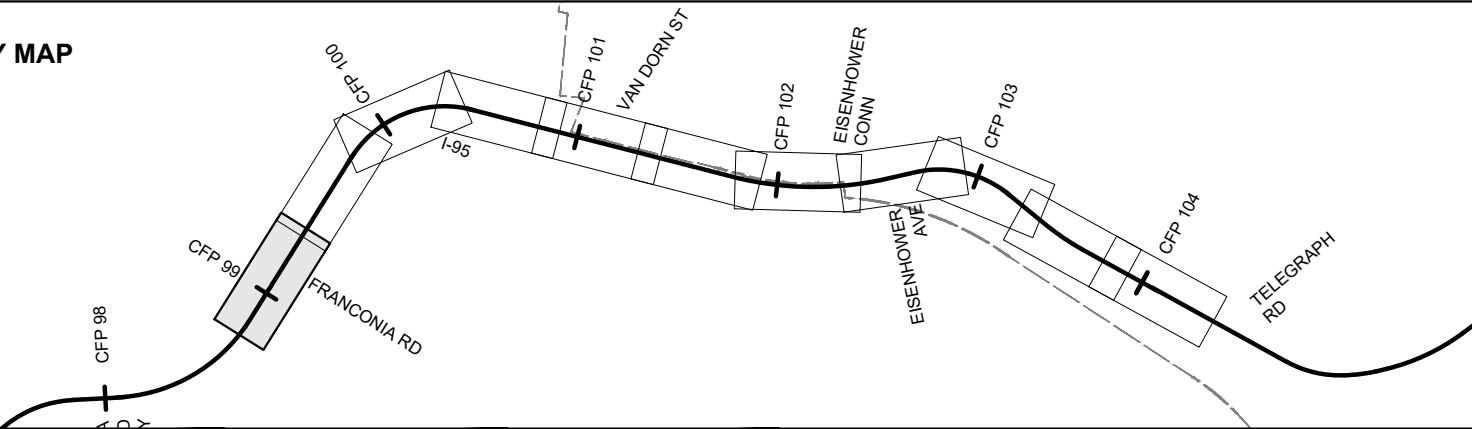 Y MAP
CFP 98
CFP 99
FRANCONIA RD
CFP 100
I-95
CFP 101
VAN DORN ST
CFP 102
EISENHOWER
CONN
EISENHOWER
AVE
CFP 103
CFP 104
TELEGRAPH
RD